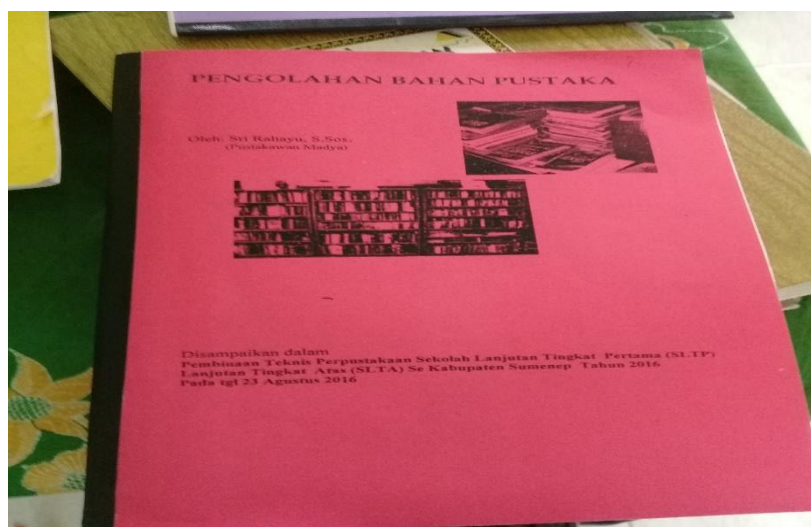 PENGOLAHAN BAHAN PUSTAKA
Oleh: Sri Rahayu, S.Sos.
(Pustakawan Madya)
Disampaikan dalam
Pembinaan Teknis Perpustakaan Sekolah Lanjutan Tingkat Pertama (SLTP)
Lanjutan Tingkat Atas (SLTA) Se Kabupaten Sumenep Tahun 2016
Pada tgl 23 Agustus 2016